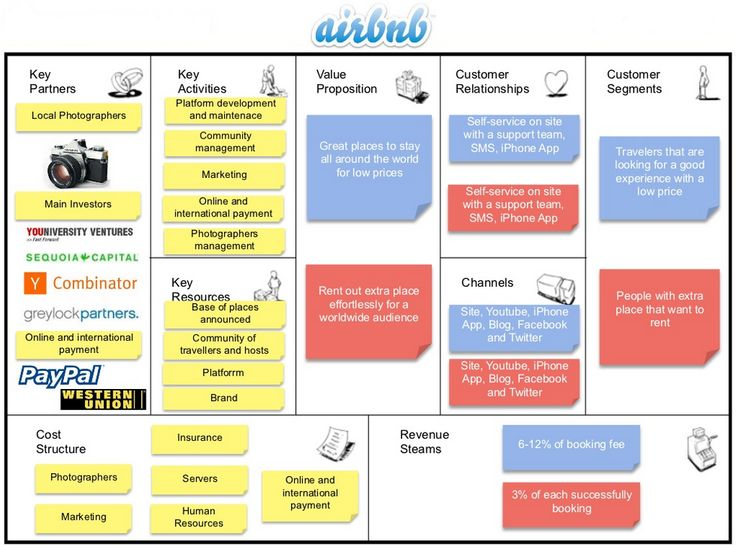 airbnb
Key
Partners
Local Photographers
Main Investors
YOUNIVERSITY VENTURES
>> Fast Forward
SEQUOIA CAPITAL
Y Combinator
greylockpartners.
Online and international
payment
PayPal
WESTERN
UNION
Key
Activities
Platform development
and maintenace
Community
management
Marketing
Online and
international payment
Photographers
management
Key
Resources
Base of places
announced
Community of
travellers and hosts
Platforrm
Brand
Value
Proposition
Great places to stay
all around the world
for low prices
Rent out extra place
effortlessly for a
worldwide audience
Customer
Relationships
Self-service on site
with a support team,
SMS, iPhone App
Self-service on site
with a support team,
SMS, iPhone App
Channels
Site, Youtube, iPhone
App, Blog, Facebook
and Twitter
Site, Youtube, iPhone
App, Blog, Facebook
and Twitter
Customer
Segments
Travelers that are
looking for a good
experience with a
low price
People with extra
place that want to
rent
Cost
Structure
Photographers
Marketing
Insurance
Servers
Human
Resources
Online and
international
payment
Revenue
Steams
6-12% of booking fee
3% of each successfully
booking